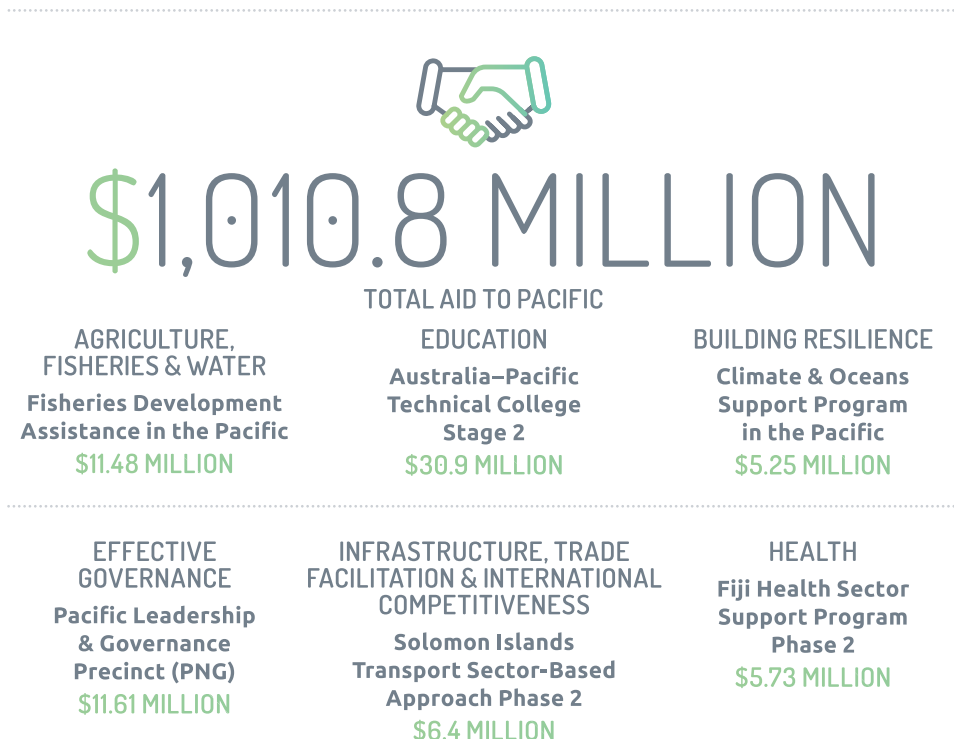 $1,010.8 MILLION
TOTAL AID TO PACIFIC
AGRICULTURE,
FISHERIES & WATER
Fisheries Development
Assistance in the Pacific
$11.48 MILLION
EDUCATION
Australia–Pacific
Technical College
Stage 2
$30.9 MILLION
BUILDING RESILIENCE
Climate & Oceans
Support Program
in the Pacific
$5.25 MILLION
EFFECTIVE
GOVERNANCE
Pacific Leadership
& Governance
Precinct (PNG)
$11.61 MILLION
INFRASTRUCTURE, TRADE
FACILITATION & INTERNATIONAL
COMPETITIVENESS
Solomon Islands
Transport Sector-Based
Approach Phase 2
$6.4 MILLION
HEALTH
Fiji Health Sector
Support Program
Phase 2
$5.73 MILLION